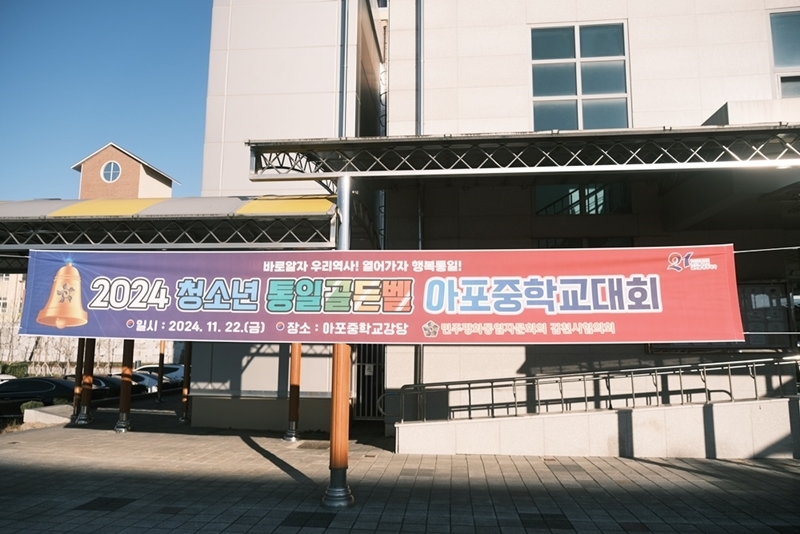 바로알자 우리역사! 열어가자 행복통일!
2024 청소년 통일골든벨 아포중학교대회
일시 : 2024. 11. 22.(금) 장소 : 아포중학교강당 민주평화통일자문회의 김천시협의회